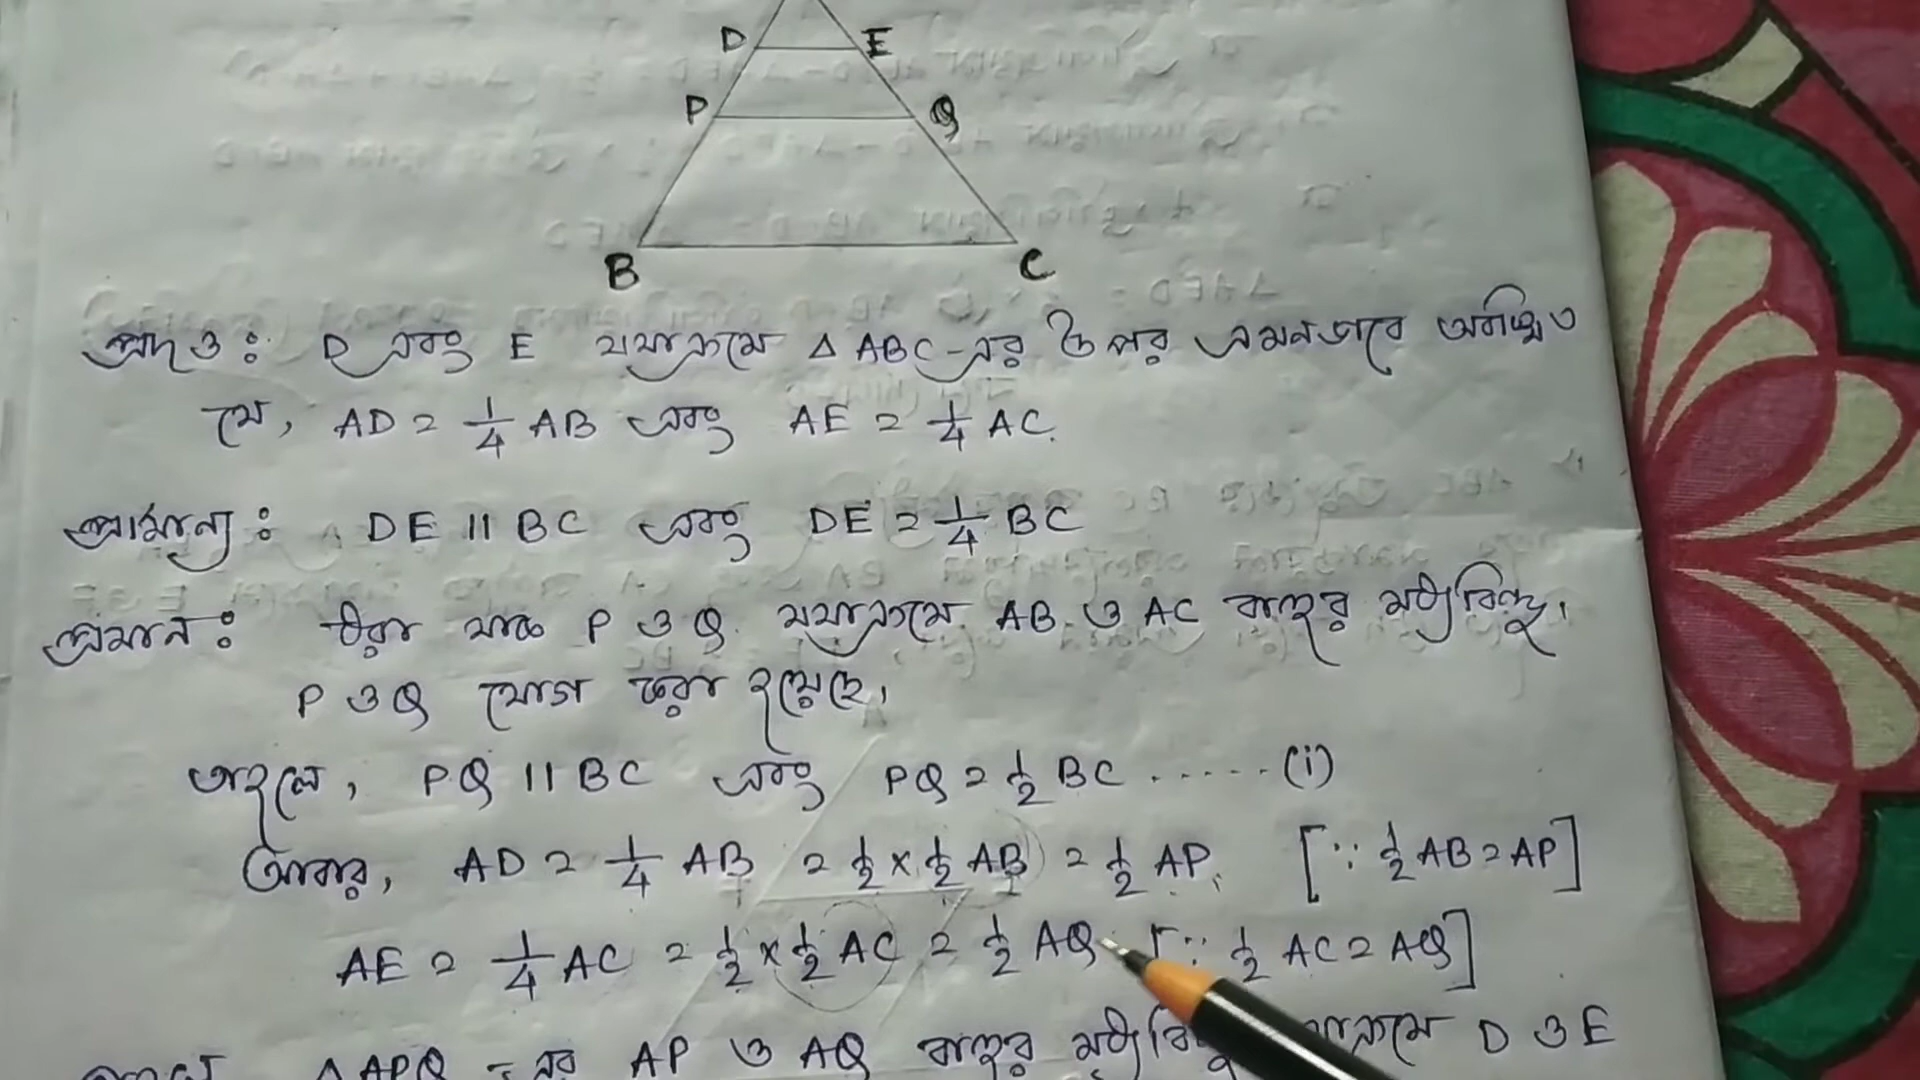 D E
P Q
B C
প্রদত্ত: D এবং E যথাক্রমে Δ ABC-এর উপর এমনভাবে অবস্থিত
যে, AD = 1/4 AB এবং AE = 1/4 AC.
প্রামাণ্য: DE || BC এবং DE = 1/4 BC
প্রমান: ধরা যাক P ও Q যথাক্রমে AB ও AC বাহুর মধ্যবিন্দু।
P ও Q যোগ করা হয়েছে।
তাহলে, PQ || BC এবং PQ = 1/2 BC ...... (i)
আবার, AD = 1/4 AB = 1/2 x 1/2 AB = 1/2 AP. [∵ 1/2 AB = AP]
AE = 1/4 AC = 1/2 x 1/2 AC = 1/2 AQ [∵ 1/2 AC = AQ]
Δ APQ -এর AP ও AQ বাহুর D ও E